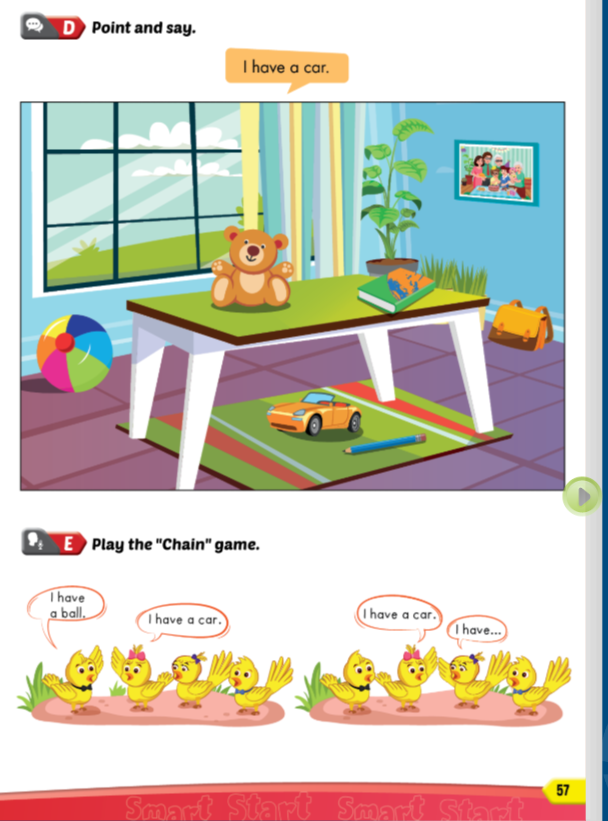 D Point and say.
I have a car.
E Play the "Chain" game.
I have
a ball.
I have a car.
I have a car.
I have...
57
Smart Start Smart Start